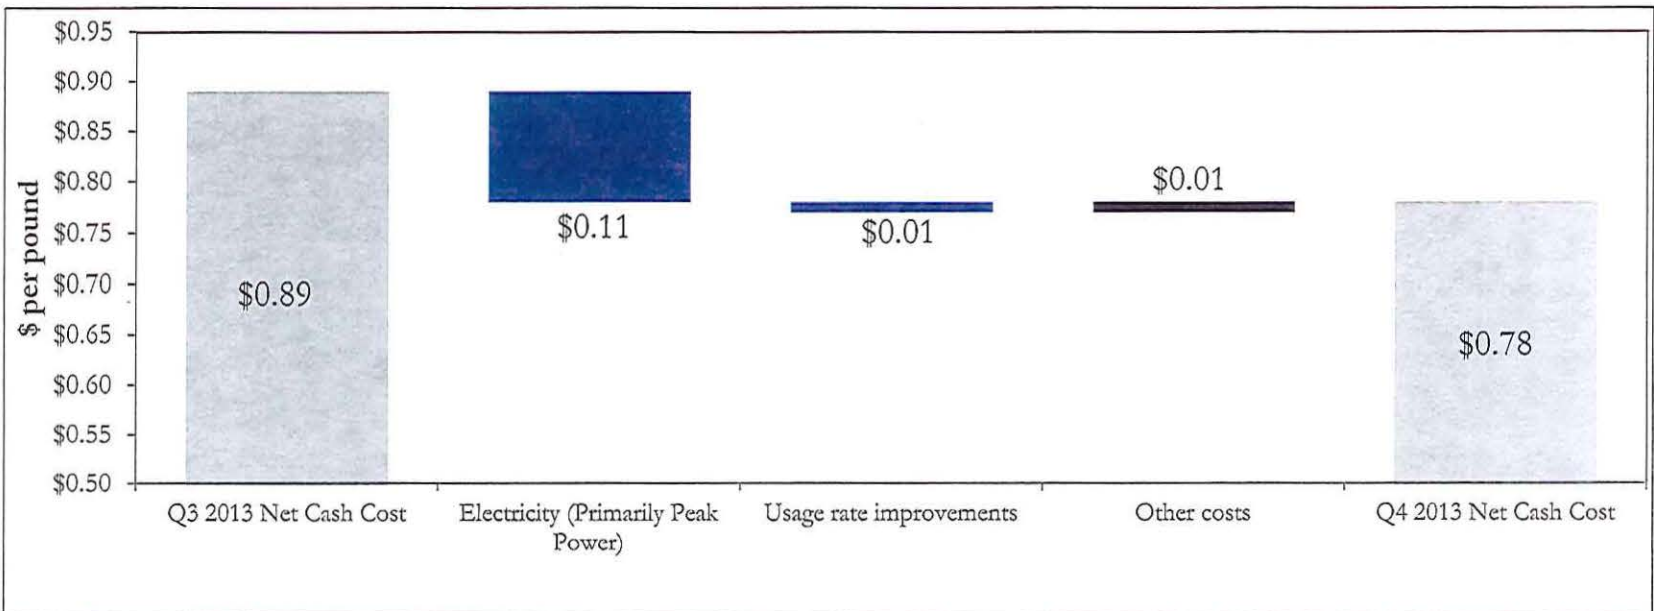 $0.95
$0.90
$0.85
$0.80
$0.75
$0.70
$0.65
$0.60
$0.55
$0.50
$ per pound
$0.89
$0.11
$0.01
$0.01
$0.78
Q3 2013 Net Cash Cost
Electricity (Primarily Peak
Power)
Usage rate improvements
Other costs
Q4 2013 Net Cash Cost